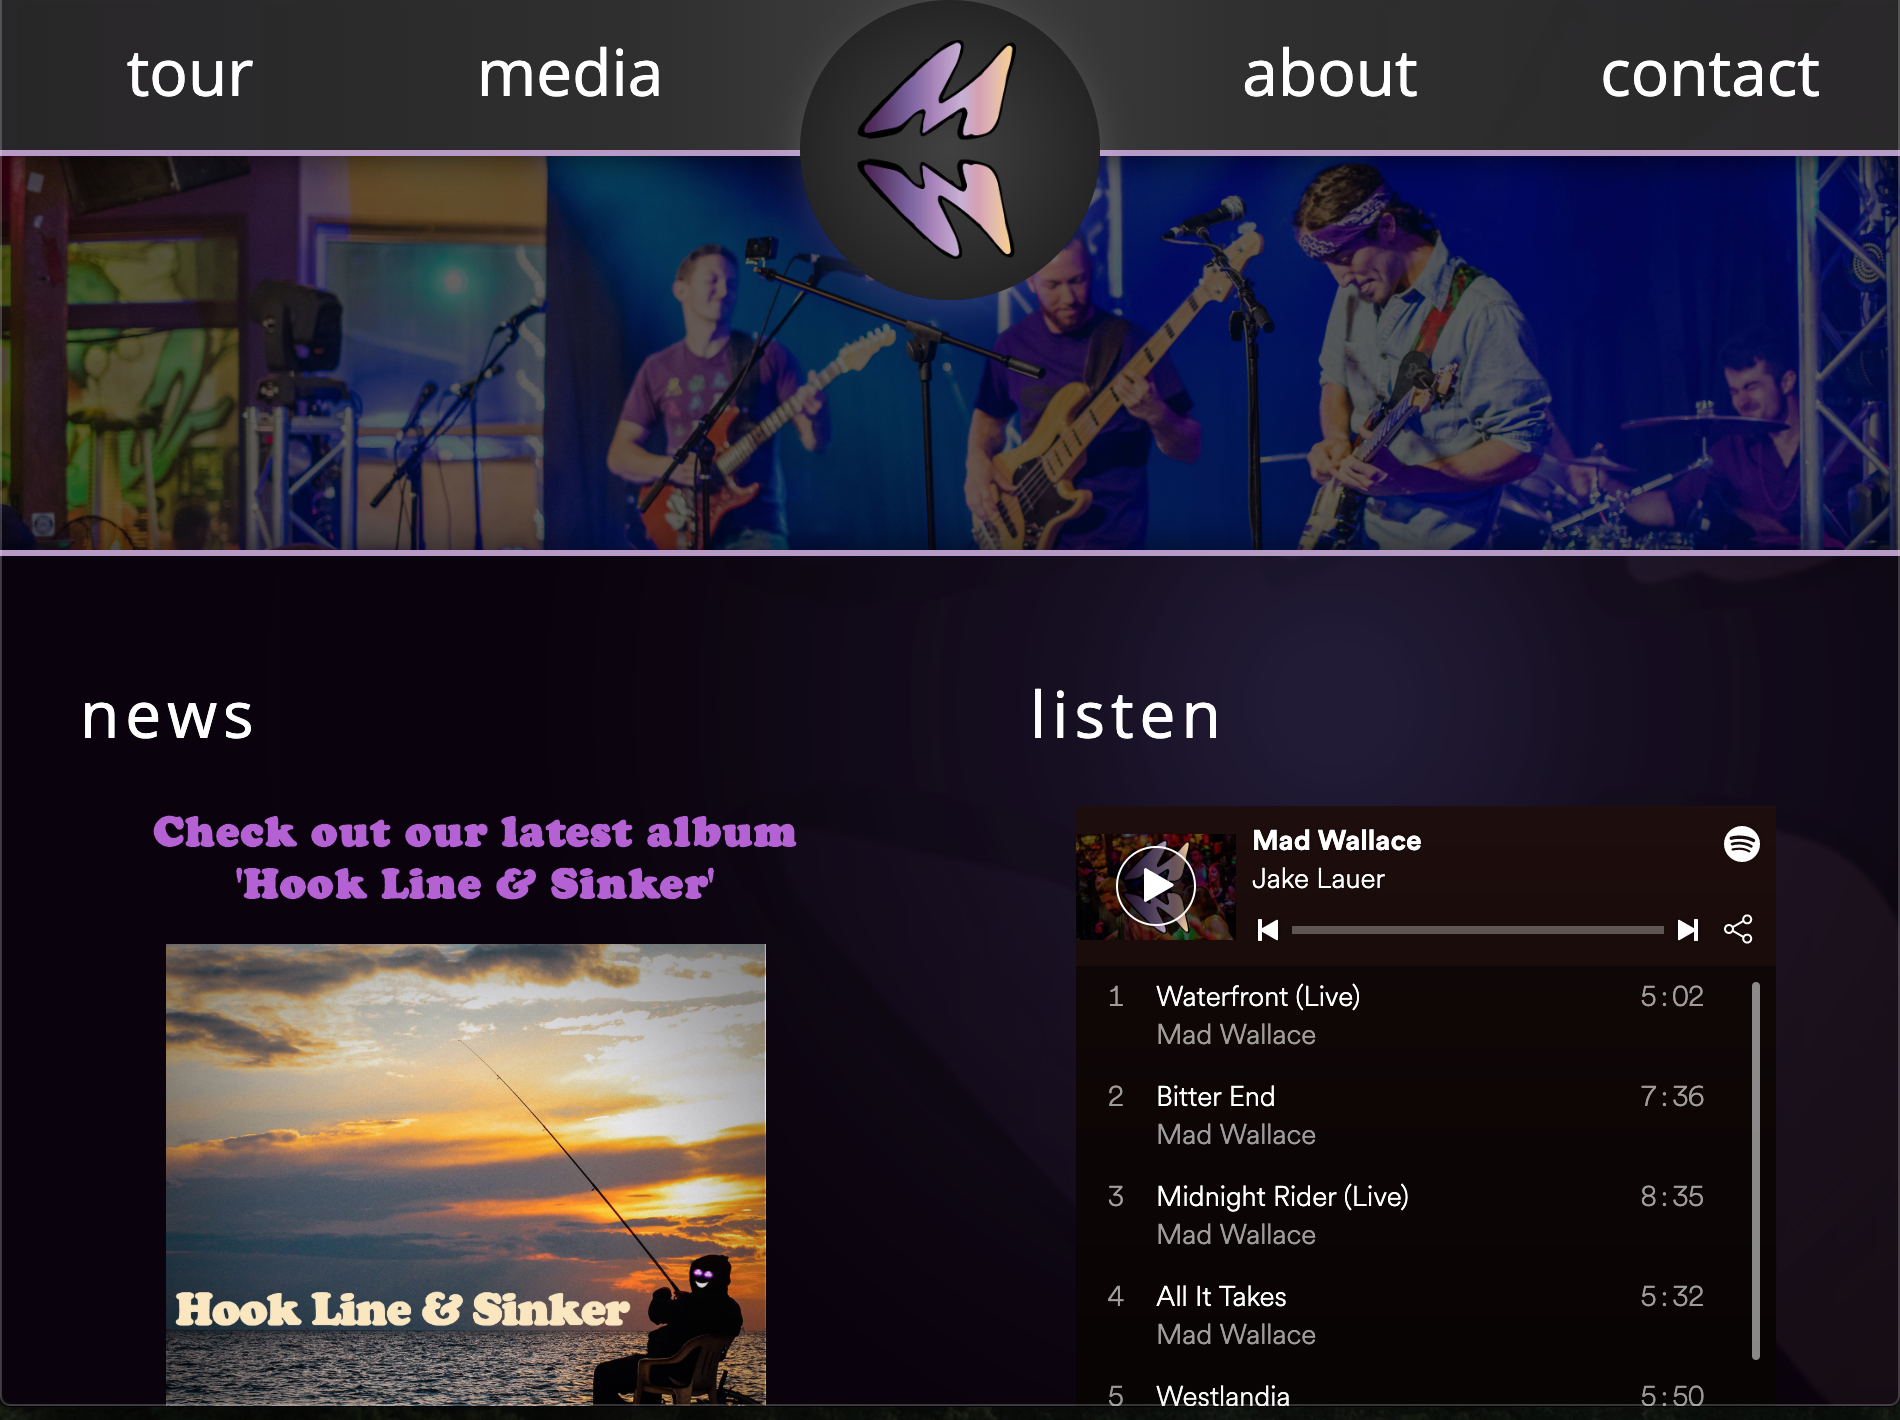 tour
media
about
contact
news
listen
Check out our latest album
'Hook Line & Sinker'
Hook Line & Sinker
Mad Wallace
Jake Lauer
1 Waterfront (Live) 5:02
Mad Wallace
2 Bitter End 7:36
Mad Wallace
3 Midnight Rider (Live) 8:35
Mad Wallace
4 All It Takes 5:32
Mad Wallace
5 Westlandia 5:50